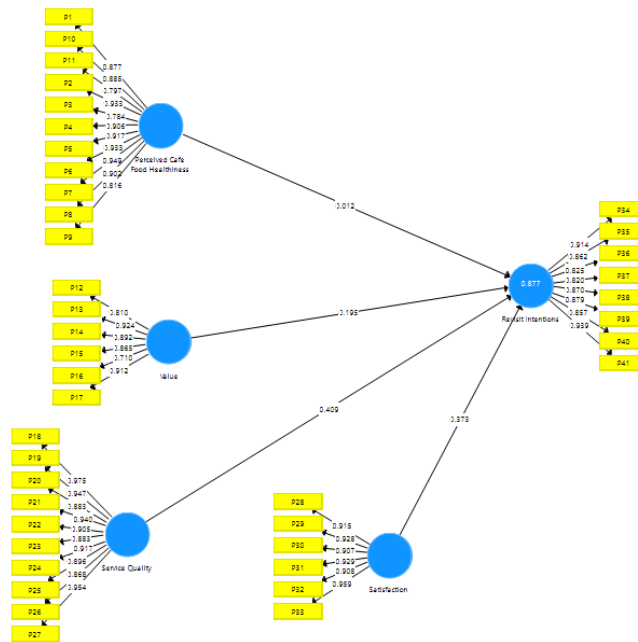 P1
P10
P11
P2
P3
P4
P5
P6
P7
P8
P9
0.877
0.885
0.797
0.933
0.784
0.906
0.917
0.933
0.949
0.902
0.816
Perceived Cafe
Food Healthiness
0.012
P12
P13
P14
P15
P16
P17
0.810
0.924
0.892
0.865
0.710
0.912
Value
0.195
P18
P19
P20
P21
P22
P23
P24
P25
P26
P27
0.975
0.947
0.883
0.940
0.905
0.883
0.917
0.896
0.868
0.954
Service Quality
0.409
P28
P29
P30
P31
P32
P33
0.915
0.928
0.907
0.929
0.908
0.959
Satisfaction
0.373
0.877
Revisit Intentions
0.914
0.862
0.825
0.820
0.870
0.879
0.857
0.939
P34
P35
P36
P37
P38
P39
P40
P41